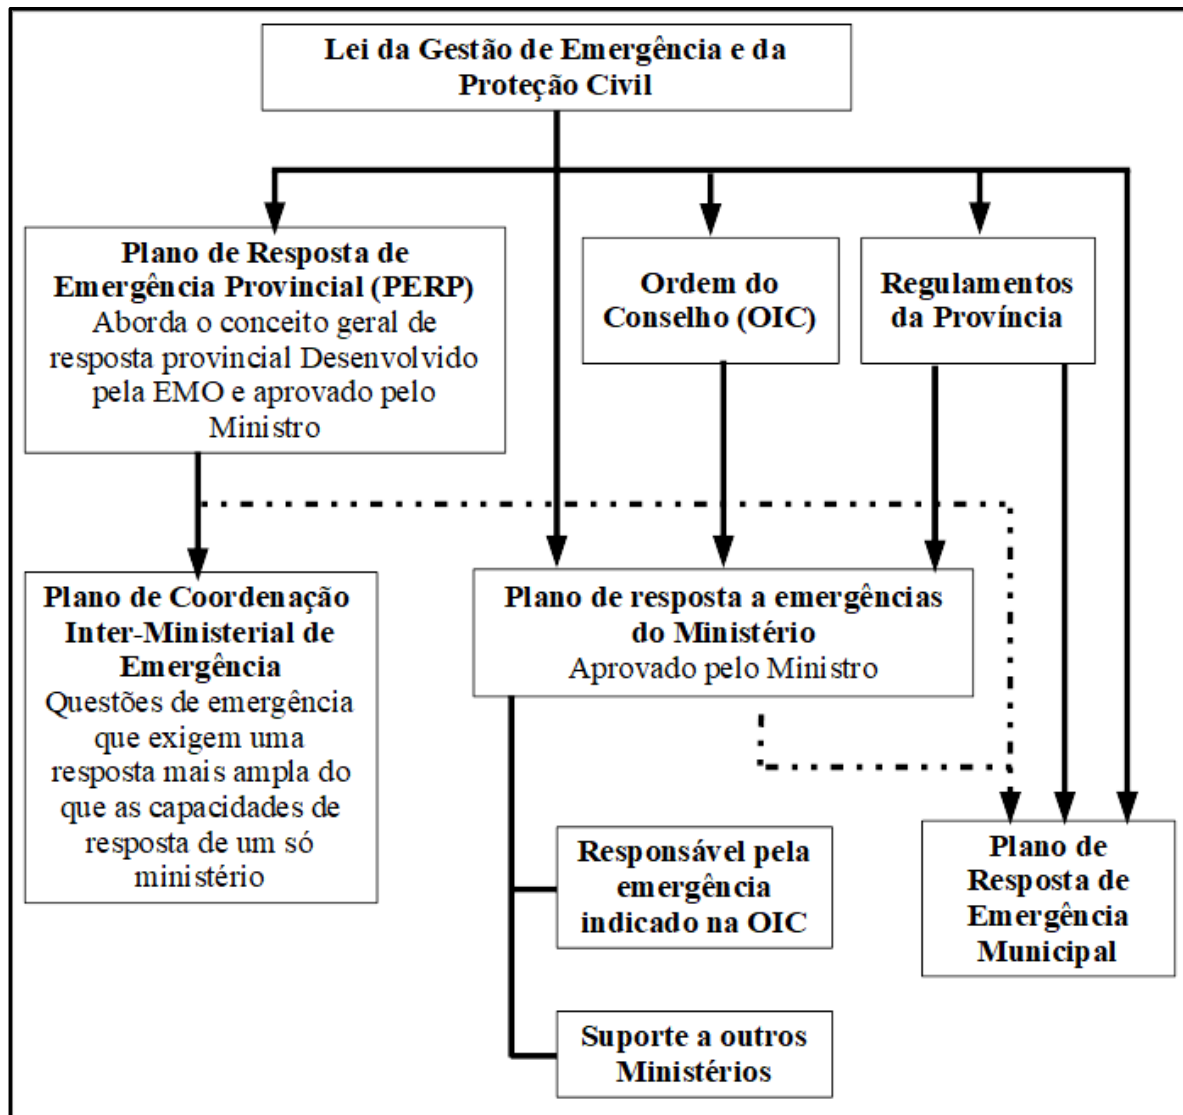 Lei da Gestão de Emergência e da
Proteção Civil
Plano de Resposta de
Emergência Provincial (PERP)
Aborda o conceito geral de
resposta provincial Desenvolvido
pela EMO e aprovado pelo
Ministro
Ordem do
Conselho (OIC)
Regulamentos
da Província
Plano de Coordenação
Inter-Ministerial de
Emergência
Questões de emergência
que exigem uma
resposta mais ampla do
que as capacidades de
resposta de um só
ministério
Plano de resposta a emergências
do Ministério
Aprovado pelo Ministro
Responsável pela
emergência
indicado na OIC
Plano de
Resposta de
Emergência
Municipal
Suporte a outros
Ministérios